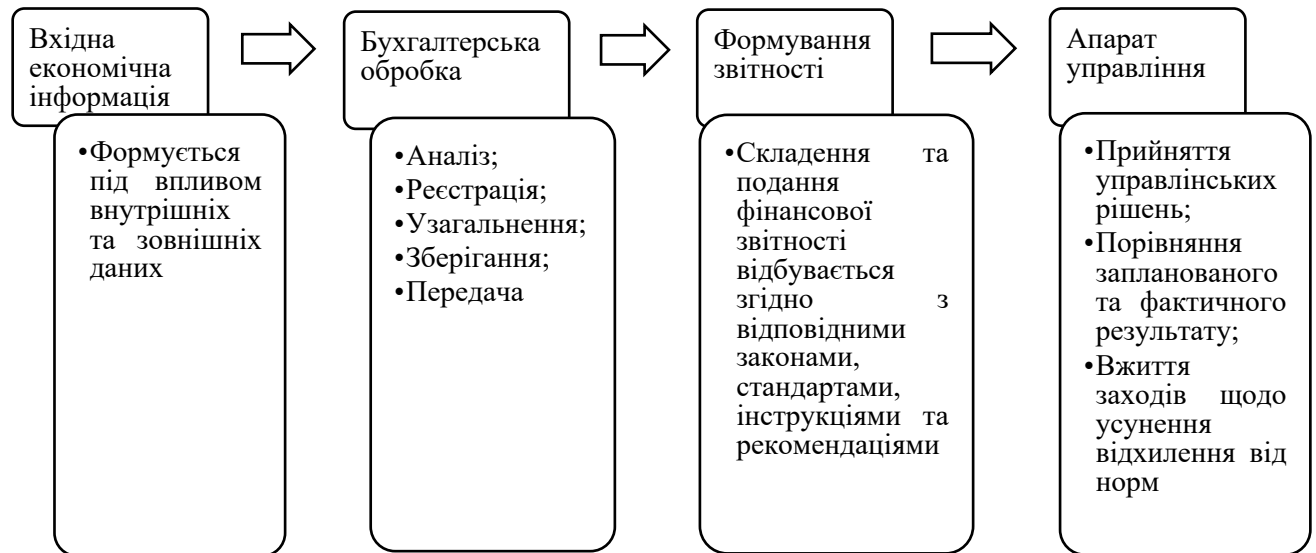 Вхідна
економічна
інформація
•Формується
під впливом
внутрішніх
та зовнішніх
даних
Бухгалтерська
обробка
•Аналіз;
•Реєстрація;
•Узагальнення;
•Зберігання;
•Передача
Формування
звітності
•Складення та
подання
фінансової
звітності
відбувається
згідно з
відповідними
законами,
стандартами,
інструкціями та
рекомендаціями
Апарат
управління
•Прийняття
управлінських
рішень;
•Порівняння
запланованого
та фактичного
результату;
•Вжиття
заходів щодо
усунення
відхилення від
норм